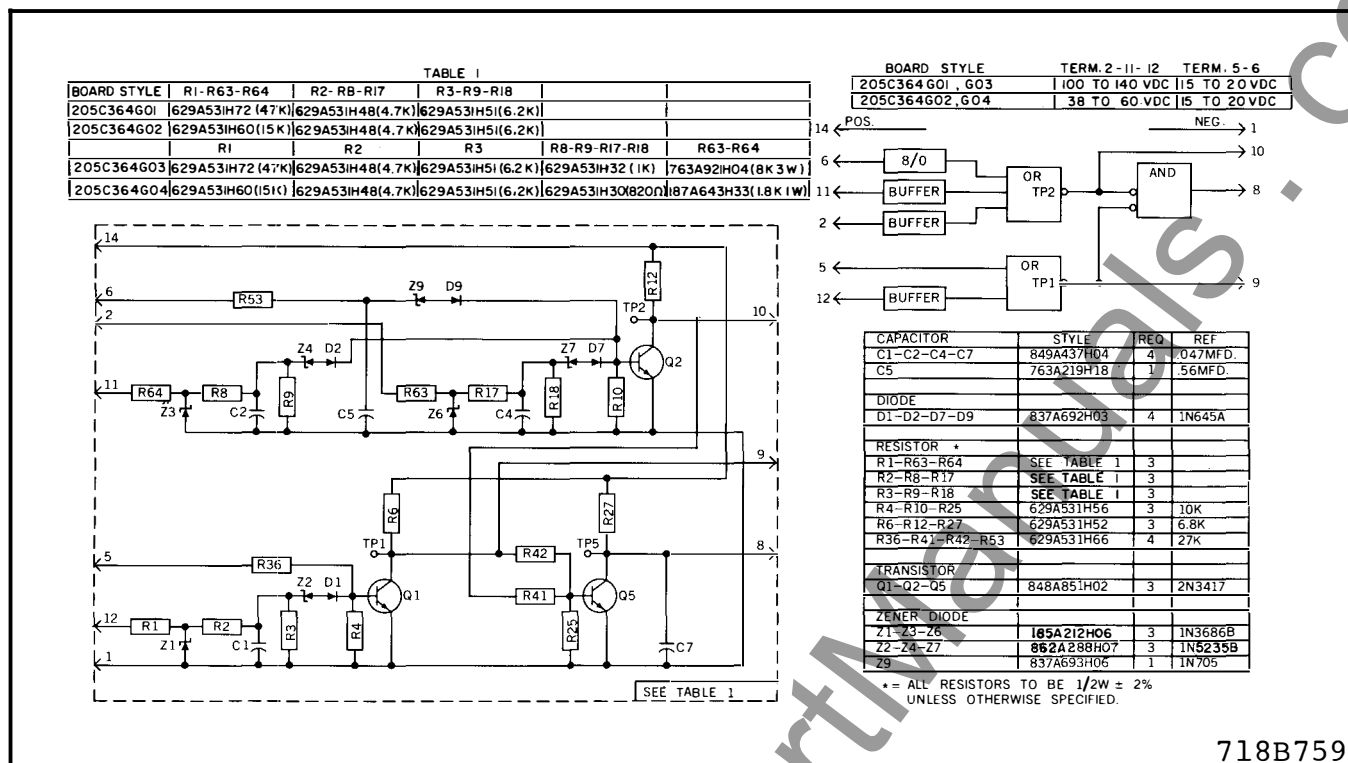 TABLE 1
BOARD STYLE R1-R63-R64 R2-R8-R17 R3-R9-R18
205C364G01 629A531H72 (47K) 629A531H48(4.7K) 629A531H51(6.2K)
205C364G02 629A531H60(15K) 629A531H48(4.7K) 629A531H51(6.2K)
R1 R2 R3 R8-R9-R17-R18 R63-R64
205C364G03 629A531H72 (47K) 629A531H48(4.7K) 629A531H51(6.2K) 629A531H32 (1K) 763A921H04(8K 3W)
205C364G04 629A531H60(15K) 629A531H48(4.7K) 629A531H51(6.2K) 629A531H30(820Ω) 187A643H33(1.8K 1W)
BOARD STYLE TERM. 2-11-12 TERM. 5-6
205C364G01, G03 100 TO 140 VDC 15 TO 20 VDC
205C364G02, G04 38 TO 60 VDC 15 TO 20 VDC
14 POS. NEG. 1
10
6 8/0
OR
TP2
AND
11 BUFFER
8
2 BUFFER
5
OR
TP1
9
12 BUFFER
14
R12
6 R53 Z9 D9
TP2
10
2
Z4 D2
Z7 D7
Q2
11 R64 R8 R9 R63 R17 R18 R10
Z3 C2 C5 Z6 C4
9
R6 R27
TP1 TP5
8
R42
5 R36
Z2 D1
Q1
R41
Q5
12 R1 R2 R3 R4 R25
Z1 C1 C7
1
SEE TABLE 1
CAPACITOR STYLE REQ REF
C1-C2-C4-C7 849A437H04 4 .047MFD.
C5 763A219H18 1 .56MFD.
DIODE
D1-D2-D7-D9 837A692H03 4 1N645A
RESISTOR *
R1-R63-R64 SEE TABLE 1 3
R2-R8-R17 SEE TABLE 1 3
R3-R9-R18 SEE TABLE 1 3
R4-R10-R25 629A531H56 3 10K
R6-R12-R27 629A531H52 3 6.8K
R36-R41-R42-R53 629A531H66 4 27K
TRANSISTOR
Q1-Q2-Q5 848A851H02 3 2N3417
ZENER DIODE
Z1-Z3-Z6 185A212H06 3 1N3686B
Z2-Z4-Z7 862A288H07 3 1N5235B
Z9 837A693H06 1 1N705
* = ALL RESISTORS TO BE 1/2W ± 2%
UNLESS OTHERWISE SPECIFIED.
718B759